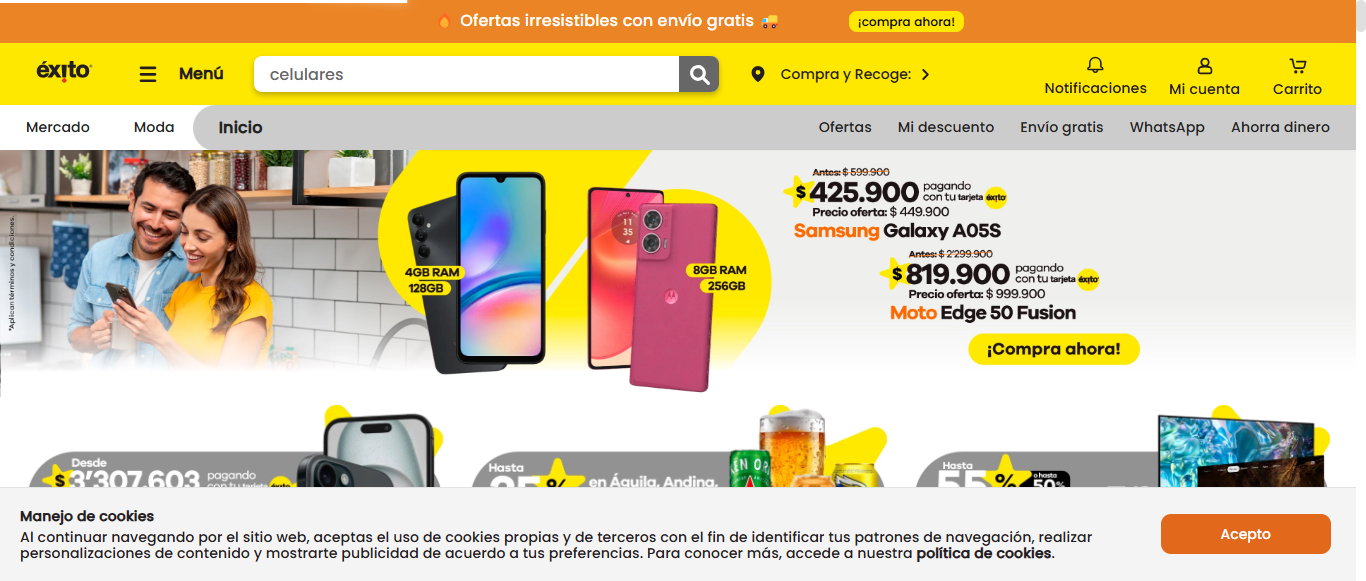 Ofertas irresistibles con envío gratis
¡compra ahora!
éxito
Menú
celulares
Compra y Recoge:
Notificaciones
Mi cuenta
Carrito
Mercado
Moda
Inicio
Ofertas
Mi descuento
Envío gratis
WhatsApp
Ahorra dinero
*Aplican términos y condiciones.
4GB RAM
128GB
11
35
8GB RAM
256GB
Antes: $ 599.900
$ 425.900 pagando con tu tarjeta éxito
Precio oferta: $ 449.900
Samsung Galaxy A05S
Antes: $ 2'299.900
$ 819.900 pagando con tu tarjeta éxito
Precio oferta: $ 999.900
Moto Edge 50 Fusion
¡Compra ahora!
Desde
$ 3'307.603 pagando
con tu tarjeta éxito
Hasta
% en Águila, Andina,
Hasta
55% o hasta
50%
Manejo de cookies
Al continuar navegando por el sitio web, aceptas el uso de cookies propias y de terceros con el fin de identificar tus patrones de navegación, realizar
personalizaciones de contenido y mostrarte publicidad de acuerdo a tus preferencias. Para conocer más, accede a nuestra política de cookies.
Acepto